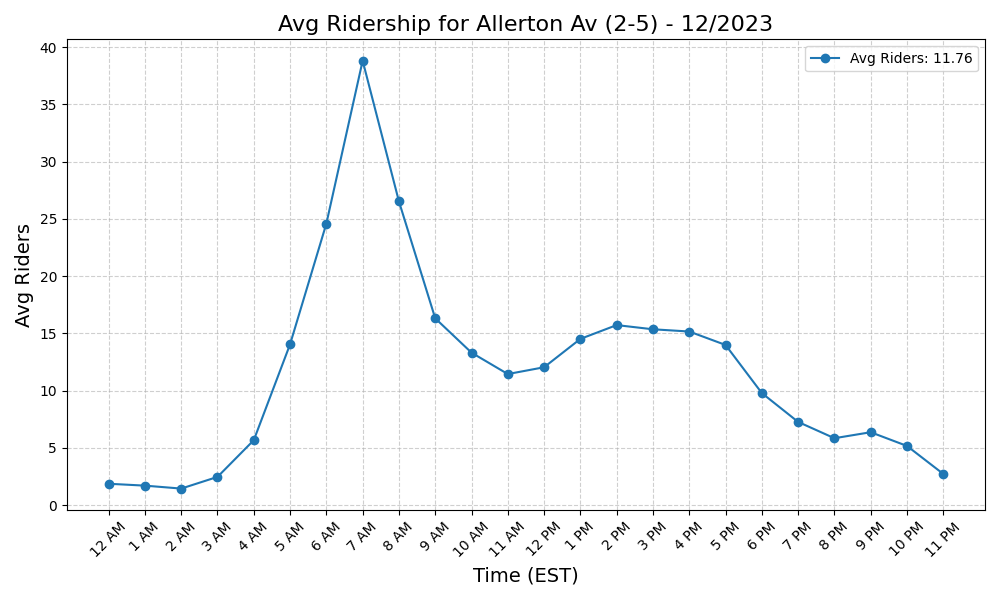 Avg Ridership for Allerton Av (2-5) - 12/2023
Avg Riders: 11.76
Avg Riders
40
35
30
25
20
15
10
5
0
12 AM
1 AM
2 AM
3 AM
4 AM
5 AM
6 AM
7 AM
8 AM
9 AM
10 AM
11 AM
12 PM
1 PM
2 PM
3 PM
4 PM
5 PM
6 PM
7 PM
8 PM
9 PM
10 PM
11 PM
Time (EST)